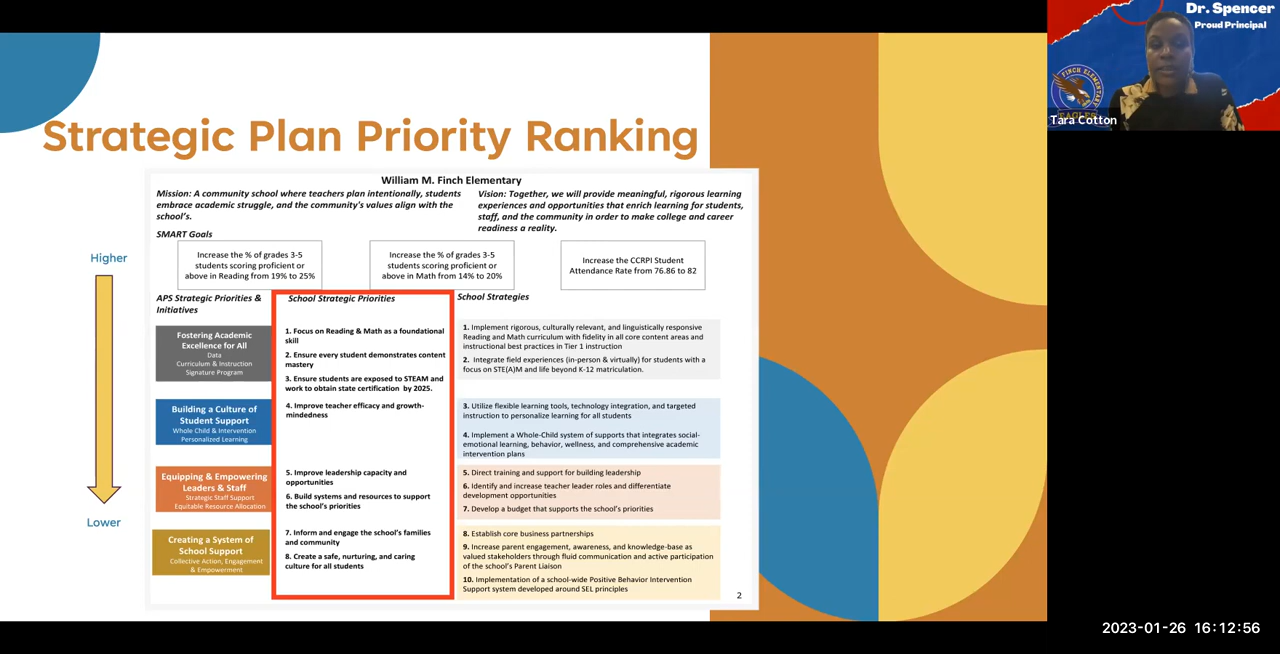 Dr. Spencer
Proud Principal
FINCH ELEMENTARY
EAGLES
Tara Cotton
Strategic Plan Priority Ranking
William M. Finch Elementary
Mission: A community school where teachers plan intentionally, students
embrace academic struggle, and the community's values align with the
school's.
Vision: Together, we will provide meaningful, rigorous learning
experiences and opportunities that enrich learning for students,
staff, and the community in order to make college and career
readiness a reality.
SMART Goals
Increase the % of grades 3-5
students scoring proficient or
above in Reading from 19% to 25%
Increase the % of grades 3-5
students scoring proficient or
above in Math from 14% to 20%
Increase the CCRPI Student
Attendance Rate from 76.86 to 82
Higher
Lower
APS Strategic Priorities &
Initiatives
School Strategic Priorities
School Strategies
Fostering Academic
Excellence for All
Data
Curriculum & Instruction
Signature Program
1. Focus on Reading & Math as a foundational
skill
2. Ensure every student demonstrates content
mastery
3. Ensure students are exposed to STEAM and
work to obtain state certification by 2025.
1. Implement rigorous, culturally relevant, and linguistically responsive
Reading and Math curriculum with fidelity in all core content areas and
instructional best practices in Tier 1 instruction
2. Integrate field experiences (in-person & virtually) for students with a
focus on STE(A)M and life beyond K-12 matriculation.
Building a Culture of
Student Support
Whole Child & Intervention
Personalized Learning
4. Improve teacher efficacy and growth-
mindedness
3. Utilize flexible learning tools, technology integration, and targeted
instruction to personalize learning for all students
4. Implement a Whole-Child system of supports that integrates social-
emotional learning, behavior, wellness, and comprehensive academic
intervention plans
Equipping & Empowering
Leaders & Staff
Strategic Staff Support
Equitable Resource Allocation
5. Improve leadership capacity and
opportunities
6. Build systems and resources to support
the school's priorities
5. Direct training and support for building leadership
6. Identify and increase teacher leader roles and differentiate
development opportunities
7. Develop a budget that supports the school's priorities
Creating a System of
School Support
Collective Action, Engagement
& Empowerment
7. Inform and engage the school's families
and community
8. Create a safe, nurturing, and caring
culture for all students
8. Establish core business partnerships
9. Increase parent engagement, awareness, and knowledge-base as
valued stakeholders through fluid communication and active participation
of the school's Parent Liaison
10. Implementation of a school-wide Positive Behavior Intervention
Support system developed around SEL principles
2
2023-01-26 16:12:56